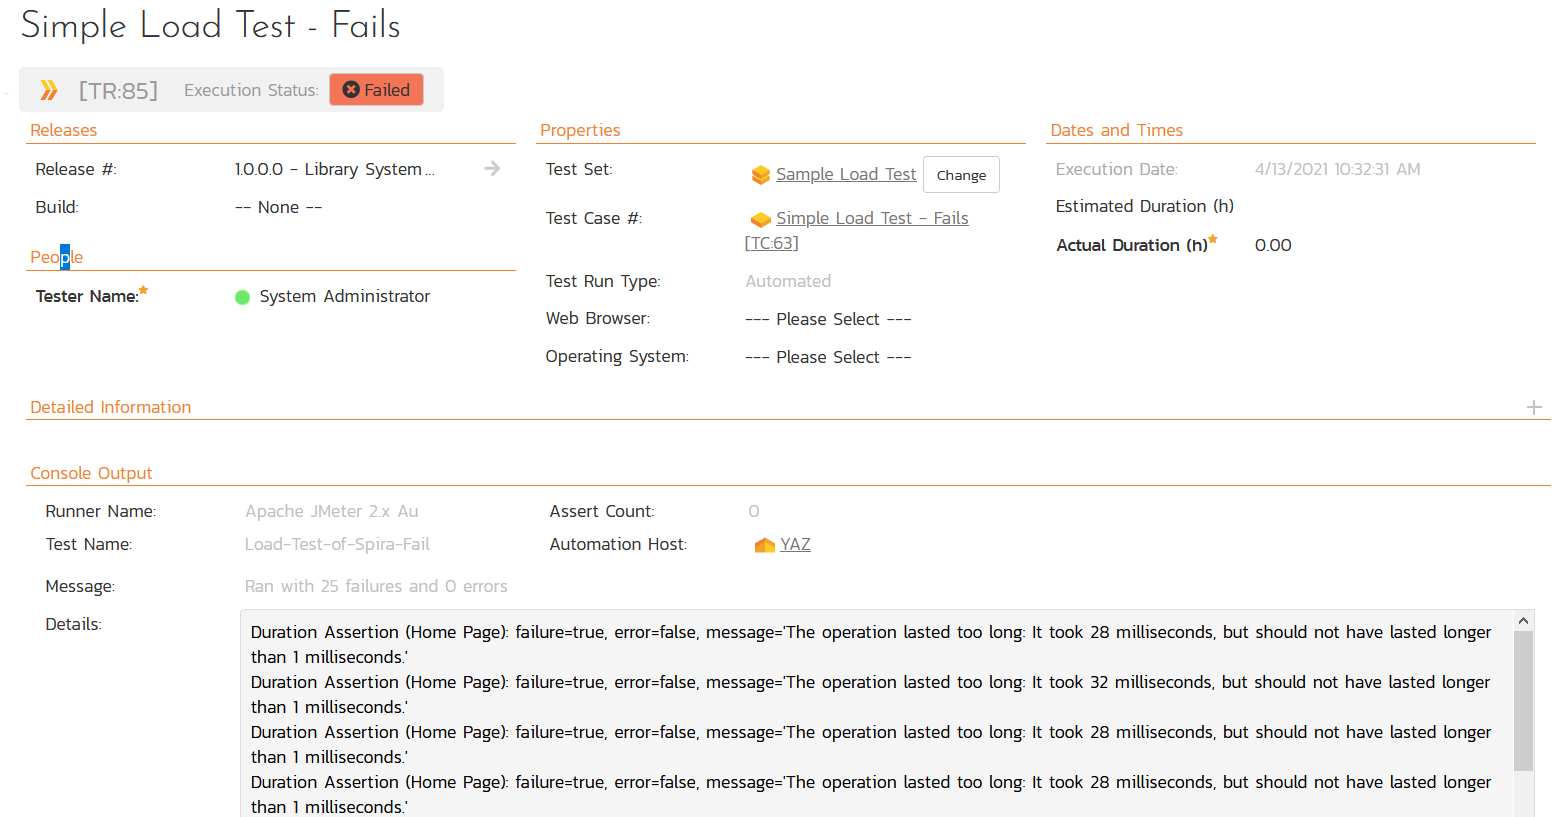 Simple Load Test - Fails
[TR:85] Execution Status: Failed
Releases
Release #: 1.0.0.0 - Library System...
Build: -- None --
People
Tester Name: System Administrator
Properties
Test Set: Sample Load Test Change
Test Case #: Simple Load Test - Fails
[TC:63]
Test Run Type: Automated
Web Browser: --- Please Select ---
Operating System: --- Please Select ---
Dates and Times
Execution Date: 4/13/2021 10:32:31 AM
Estimated Duration (h)
Actual Duration (h) 0.00
Detailed Information
Console Output
Runner Name: Apache JMeter 2.x Au Assert Count: 0
Test Name: Load-Test-of-Spira-Fail Automation Host: YAZ
Message: Ran with 25 failures and 0 errors
Details:
Duration Assertion (Home Page): failure=true, error=false, message='The operation lasted too long: It took 28 milliseconds, but should not have lasted longer
than 1 milliseconds.'
Duration Assertion (Home Page): failure=true, error=false, message='The operation lasted too long: It took 32 milliseconds, but should not have lasted longer
than 1 milliseconds.'
Duration Assertion (Home Page): failure=true, error=false, message='The operation lasted too long: It took 28 milliseconds, but should not have lasted longer
than 1 milliseconds.'
Duration Assertion (Home Page): failure=true, error=false, message='The operation lasted too long: It took 28 milliseconds, but should not have lasted longer
than 1 milliseconds.'